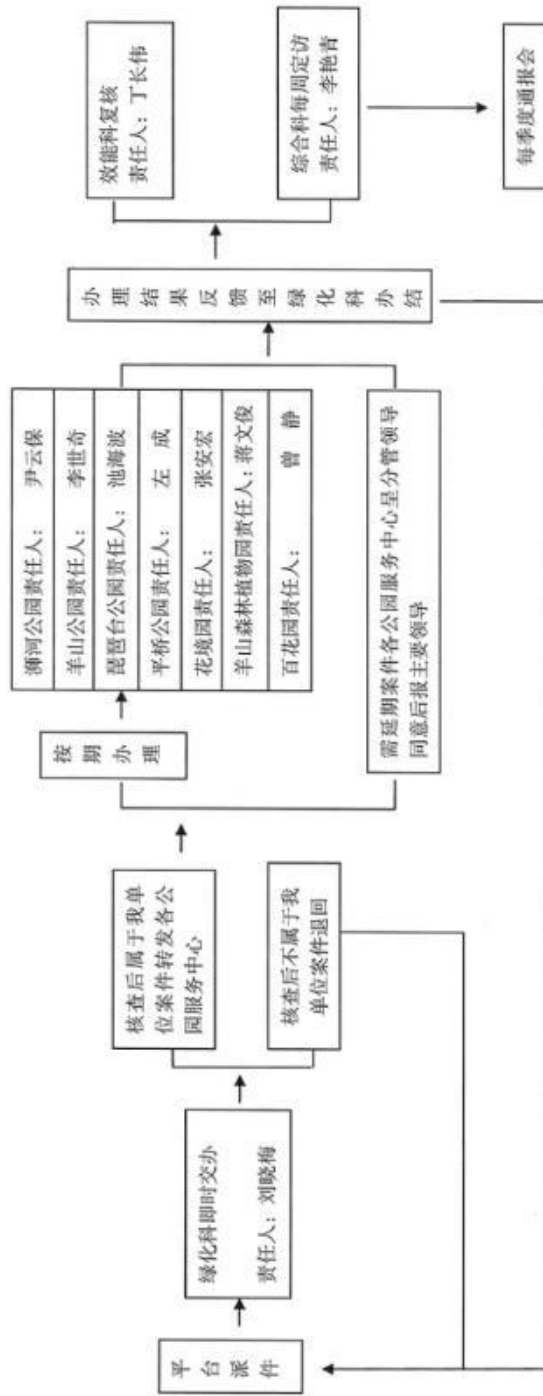 平台派件
绿化科即时交办
责任人：刘晓梅
核查后属于我单
位案件转发各公
园服务中心
核查后不属于我
单位案件退回
按期
办理
浉河公园责任人：尹云保
羊山公园责任人：李世奇
琵琶台公园责任人：池海波
平桥公园责任人：左成
花境园责任人：张安宏
羊山森林植物园责任人：蒋文俊
百花园责任人：曾静
需延期案件各公园服务中心呈分管领导
同意后报主要领导
办理结果反馈至绿化科办结
效能科复核
责任人：丁长伟
综合科每周定访
责任人：李艳青
每季度通报会